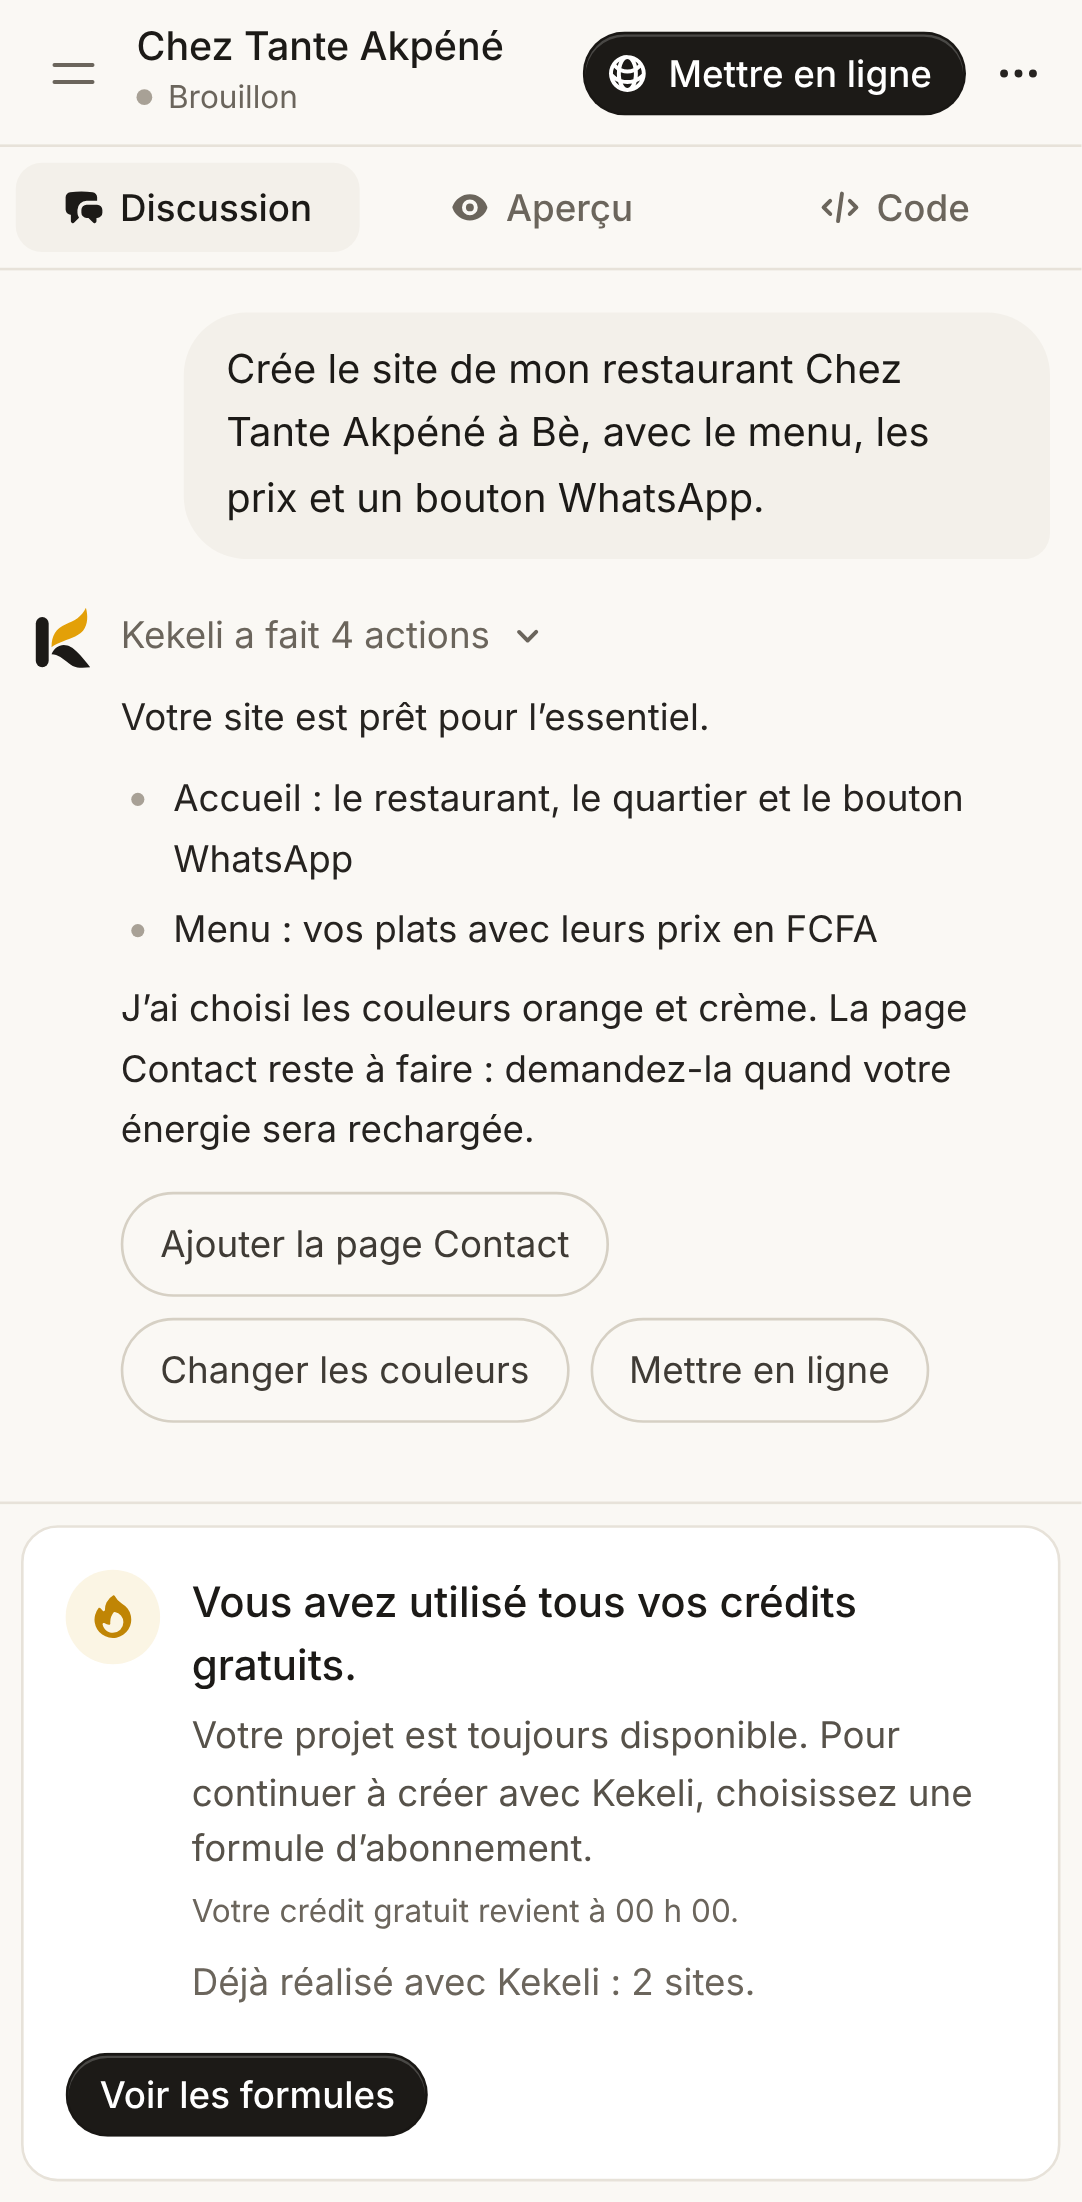 Chez Tante Akpéné
Brouillon
Mettre en ligne
Discussion
Aperçu
Code
Crée le site de mon restaurant Chez
Tante Akpéné à Bè, avec le menu, les
prix et un bouton WhatsApp.
Kekeli a fait 4 actions
Votre site est prêt pour l’essentiel.
Accueil : le restaurant, le quartier et le bouton
WhatsApp
Menu : vos plats avec leurs prix en FCFA
J’ai choisi les couleurs orange et crème. La page
Contact reste à faire : demandez-la quand votre
énergie sera rechargée.
Ajouter la page Contact
Changer les couleurs
Mettre en ligne
Vous avez utilisé tous vos crédits
gratuits.
Votre projet est toujours disponible. Pour
continuer à créer avec Kekeli, choisissez une
formule d’abonnement.
Votre crédit gratuit revient à 00 h 00.
Déjà réalisé avec Kekeli : 2 sites.
Voir les formules